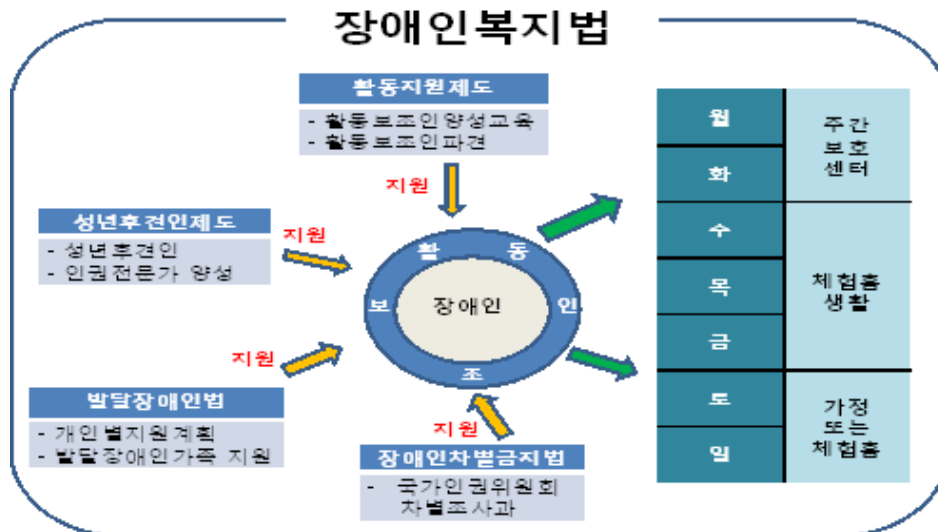 장애인복지법
활동지원제도
- 활동보조인양성교육
- 활동보조인파견
지원
성년후견인제도
- 성년후견인
- 인권전문가 양성
지원
발달장애인법
- 개인별지원계획
- 발달장애인가족 지원
지원
장애인차별금지법
- 국가인권위원회
차별조사과
지원
활 동
보
인
조
장애인
월
화
수
목
금
토
일
주간
보호
센터
체험홈
생활
가정
또는
체험홈